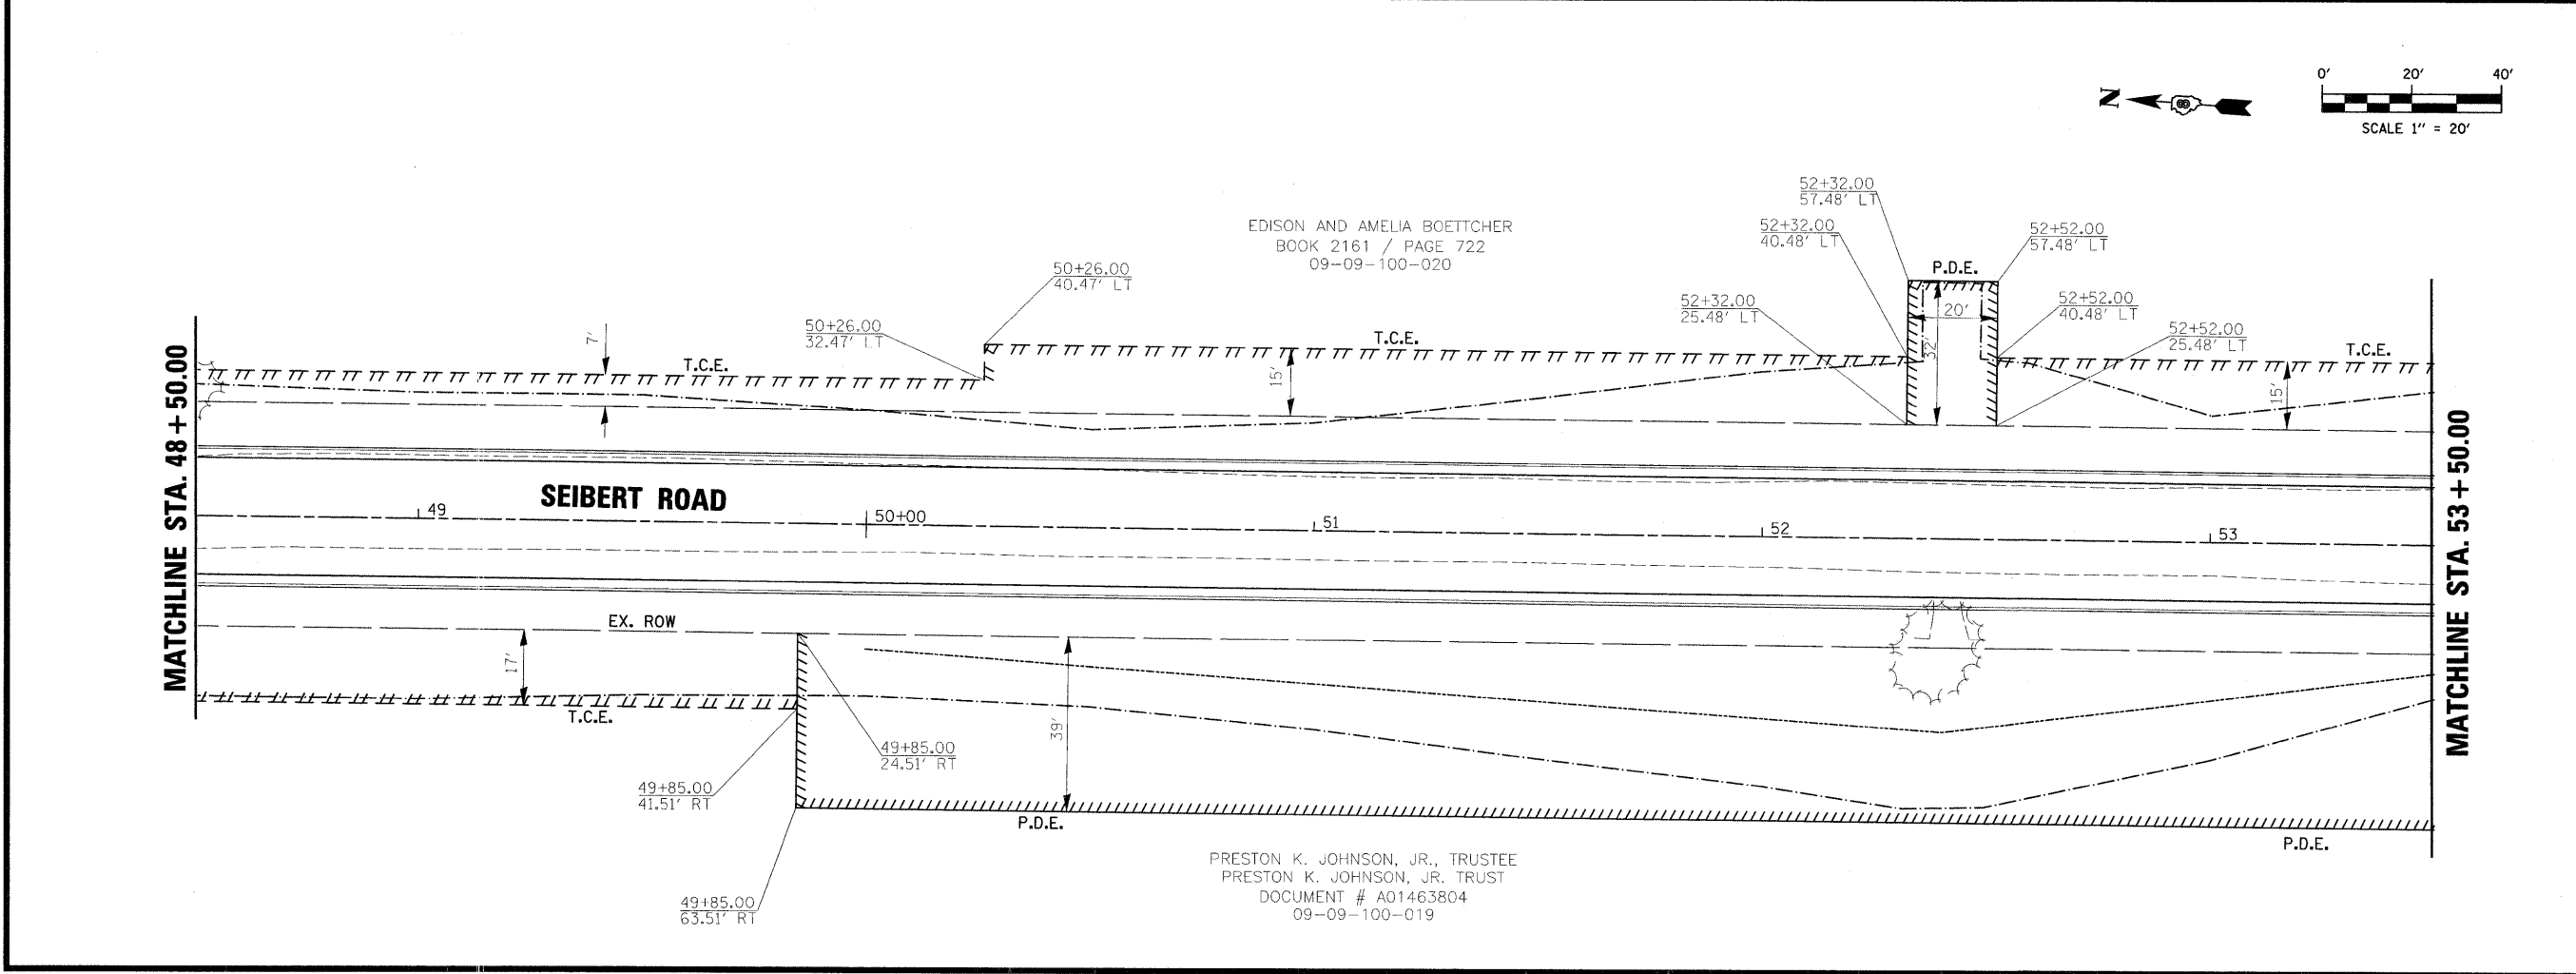 0' 20' 40'
N
SCALE 1" = 20'
EDISON AND AMELIA BOETTCHER
BOOK 2161 / PAGE 722
09-09-100-020
52+32.00
57.48' LT
52+32.00
40.48' LT
52+52.00
57.48' LT
P.D.E.
50+26.00
40.47' LT
52+32.00
25.48' LT
52+52.00
40.48' LT
50+26.00
32.47' LT
52+52.00
25.48' LT
20'
32'
7'
T.C.E.
T.C.E.
T.C.E.
15'
15'
MATCHLINE STA. 48+50.00
MATCHLINE STA. 53+50.00
SEIBERT ROAD
49
50+00
51
52
53
EX. ROW
17'
T.C.E.
39'
49+85.00
24.51' RT
49+85.00
41.51' RT
P.D.E.
P.D.E.
49+85.00
63.51' RT
PRESTON K. JOHNSON, JR., TRUSTEE
PRESTON K. JOHNSON, JR. TRUST
DOCUMENT # A01463804
09-09-100-019